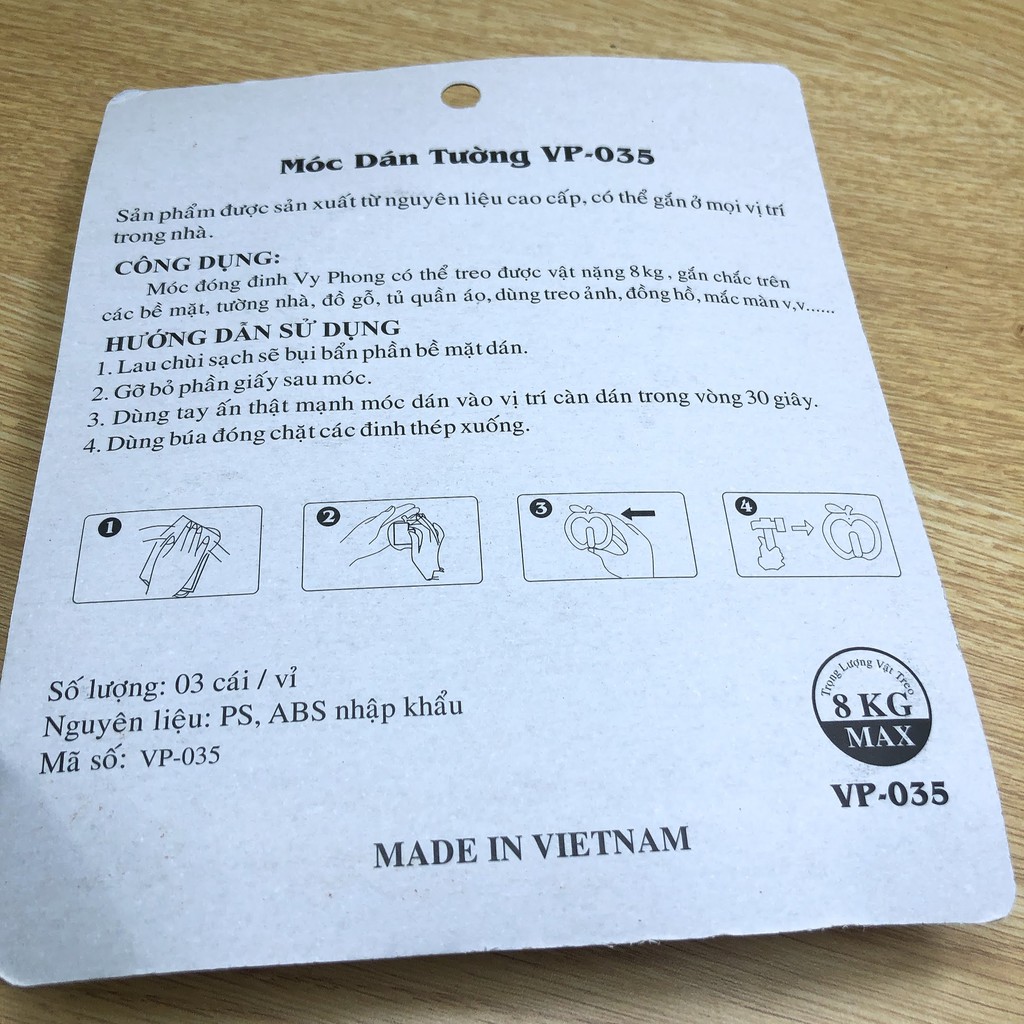 Móc Dán Tường VP-035
Sản phẩm được sản xuất từ nguyên liệu cao cấp, có thể gắn ở mọi vị trí
trong nhà.
CÔNG DỤNG:
Móc đóng đinh Vy Phong có thể treo được vật nặng 8kg, gắn chắc trên
các bề mặt, tường nhà, đồ gỗ, tủ quần áo, dùng treo ảnh, đồng hồ, mắc màn v,v......
HƯỚNG DẪN SỬ DỤNG
1. Lau chùi sạch sẽ bụi bẩn phần bề mặt dán.
2. Gỡ bỏ phần giấy sau móc.
3. Dùng tay ấn thật mạnh móc dán vào vị trí càn dán trong vòng 30 giây.
4. Dùng búa đóng chặt các đinh thép xuống.
1
2
3
4
Số lượng: 03 cái / vỉ
Nguyên liệu: PS, ABS nhập khẩu
Mã số: VP-035
Trọng Lượng Vật Treo
8 KG
MAX
VP-035
MADE IN VIETNAM